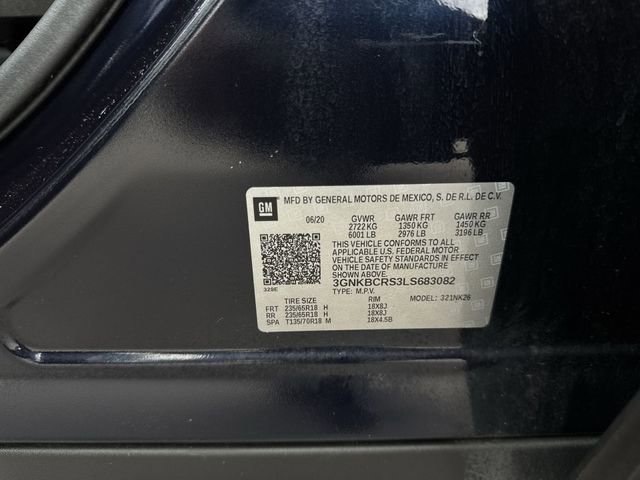 GM MFD BY GENERAL MOTORS DE MEXICO, S. DE R.L. DE C.V.
06/20 GVWR GAWR FRT GAWR RR
2722 KG 1350 KG 1450 KG
6001 LB 2976 LB 3196 LB
THIS VEHICLE CONFORMS TO ALL
APPLICABLE U.S. FEDERAL MOTOR
VEHICLE SAFETY STANDARDS IN EFFECT
ON THE DATE OF MANUFACTURE
SHOWN ABOVE.
3GNKBCRS3LS683082
329E TYPE: M.P.V.
TIRE SIZE RIM MODEL: 321NK26
FRT 235/65R18 H 18X8J
RR 235/65R18 H 18X8J
SPA T135/70R18 M 18X4.5B